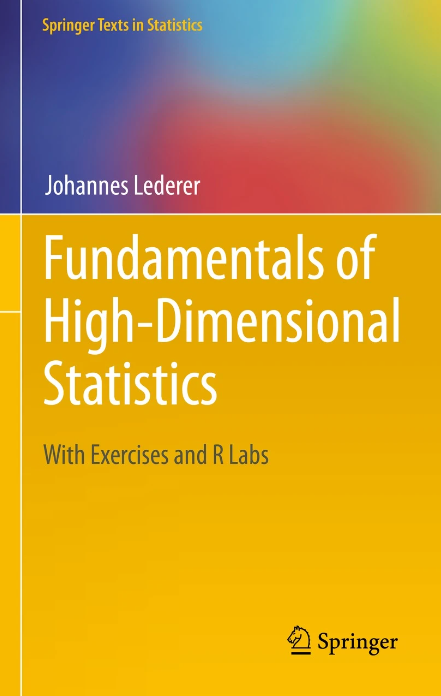 Springer Texts in Statistics
Johannes Lederer
Fundamentals of
High-Dimensional
Statistics
With Exercises and R Labs
Springer